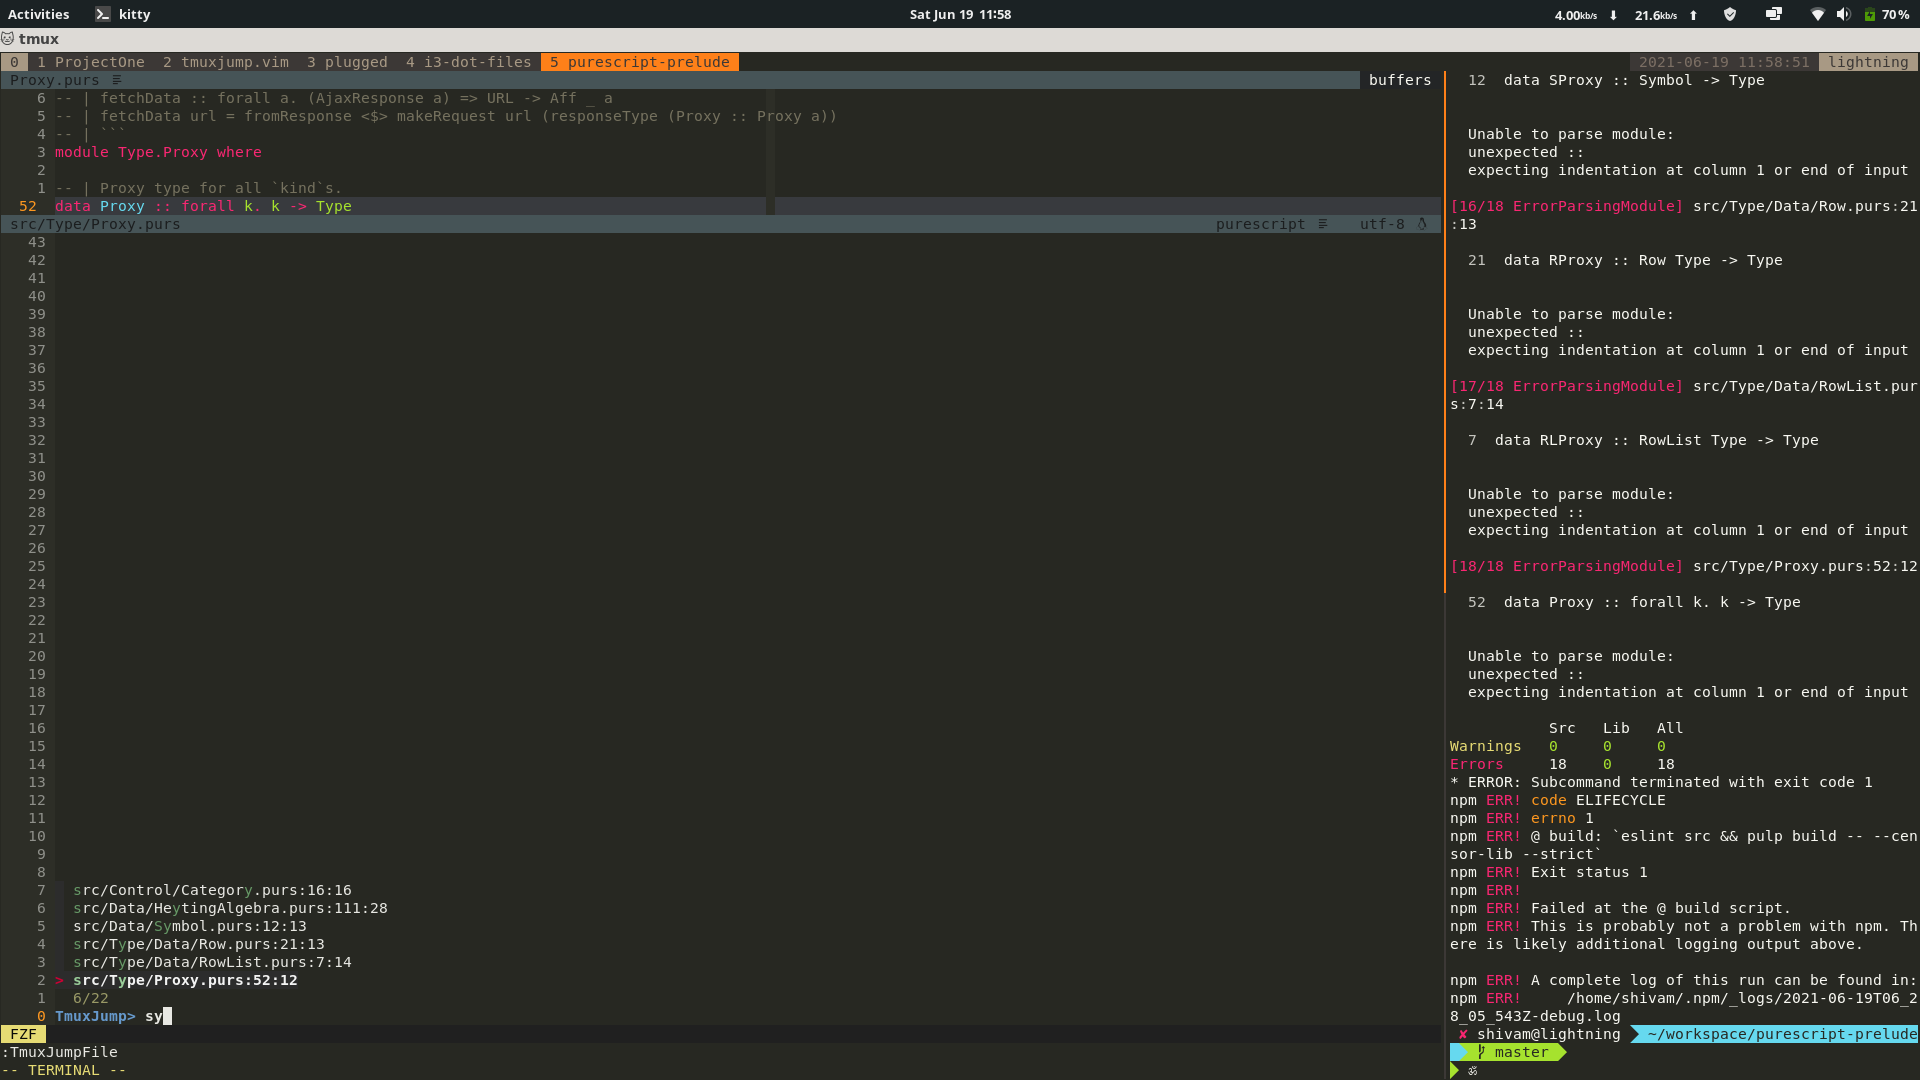 Activities kitty Sat Jun 19 11:58 4.00kb/s ⬇ 21.6kb/s ⬆ 70%
tmux
0 1 ProjectOne 2 tmuxjump.vim 3 plugged 4 i3-dot-files 5 purescript-prelude 2021-06-19 11:58:51 lightning
Proxy.purs buffers
6 -- | fetchData :: forall a. (AjaxResponse a) => URL -> Aff _ a
5 -- | fetchData url = fromResponse <$> makeRequest url (responseType (Proxy :: Proxy a))
4 -- | ```
3 module Type.Proxy where
2
1 -- | Proxy type for all `kind`s.
52 data Proxy :: forall k. k -> Type
src/Type/Proxy.purs purescript utf-8
43
42
41
40
39
38
37
36
35
34
33
32
31
30
29
28
27
26
25
24
23
22
21
20
19
18
17
16
15
14
13
12
11
10
9
8
7 src/Control/Category.purs:16:16
6 src/Data/HeytingAlgebra.purs:111:28
5 src/Data/Symbol.purs:12:13
4 src/Type/Data/Row.purs:21:13
3 src/Type/Data/RowList.purs:7:14
2 > src/Type/Proxy.purs:52:12
1 6/22
0 TmuxJump> sy
FZF
:TmuxJumpFile
-- TERMINAL --
12 data SProxy :: Symbol -> Type
Unable to parse module:
unexpected ::
expecting indentation at column 1 or end of input
[16/18 ErrorParsingModule] src/Type/Data/Row.purs:21
:13
21 data RProxy :: Row Type -> Type
Unable to parse module:
unexpected ::
expecting indentation at column 1 or end of input
[17/18 ErrorParsingModule] src/Type/Data/RowList.pur
s:7:14
7 data RLProxy :: RowList Type -> Type
Unable to parse module:
unexpected ::
expecting indentation at column 1 or end of input
[18/18 ErrorParsingModule] src/Type/Proxy.purs:52:12
52 data Proxy :: forall k. k -> Type
Unable to parse module:
unexpected ::
expecting indentation at column 1 or end of input
Src Lib All
Warnings 0 0 0
Errors 18 0 18
* ERROR: Subcommand terminated with exit code 1
npm ERR! code ELIFECYCLE
npm ERR! errno 1
npm ERR! @ build: `eslint src && pulp build -- --cen
sor-lib --strict`
npm ERR! Exit status 1
npm ERR!
npm ERR! Failed at the @ build script.
npm ERR! This is probably not a problem with npm. Th
ere is likely additional logging output above.
npm ERR! A complete log of this run can be found in:
npm ERR! /home/shivam/.npm/_logs/2021-06-19T06_2
8_05_543Z-debug.log
✘ shivam@lightning ~/workspace/purescript-prelude
master
ॐ